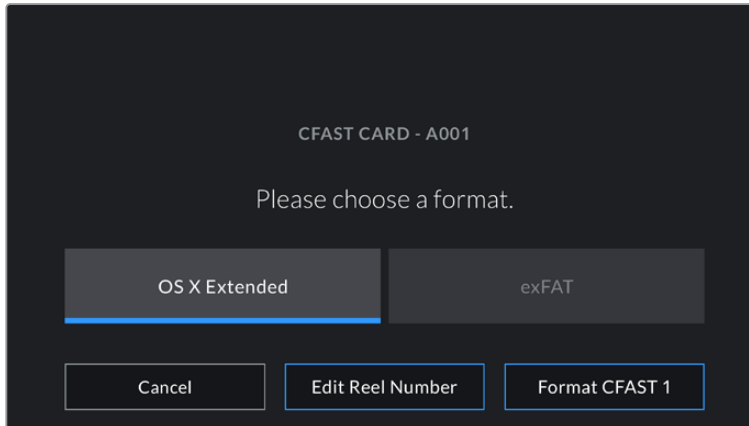 CFAST CARD - A001
Please choose a format.
OS X Extended
exFAT
Cancel
Edit Reel Number
Format CFAST 1